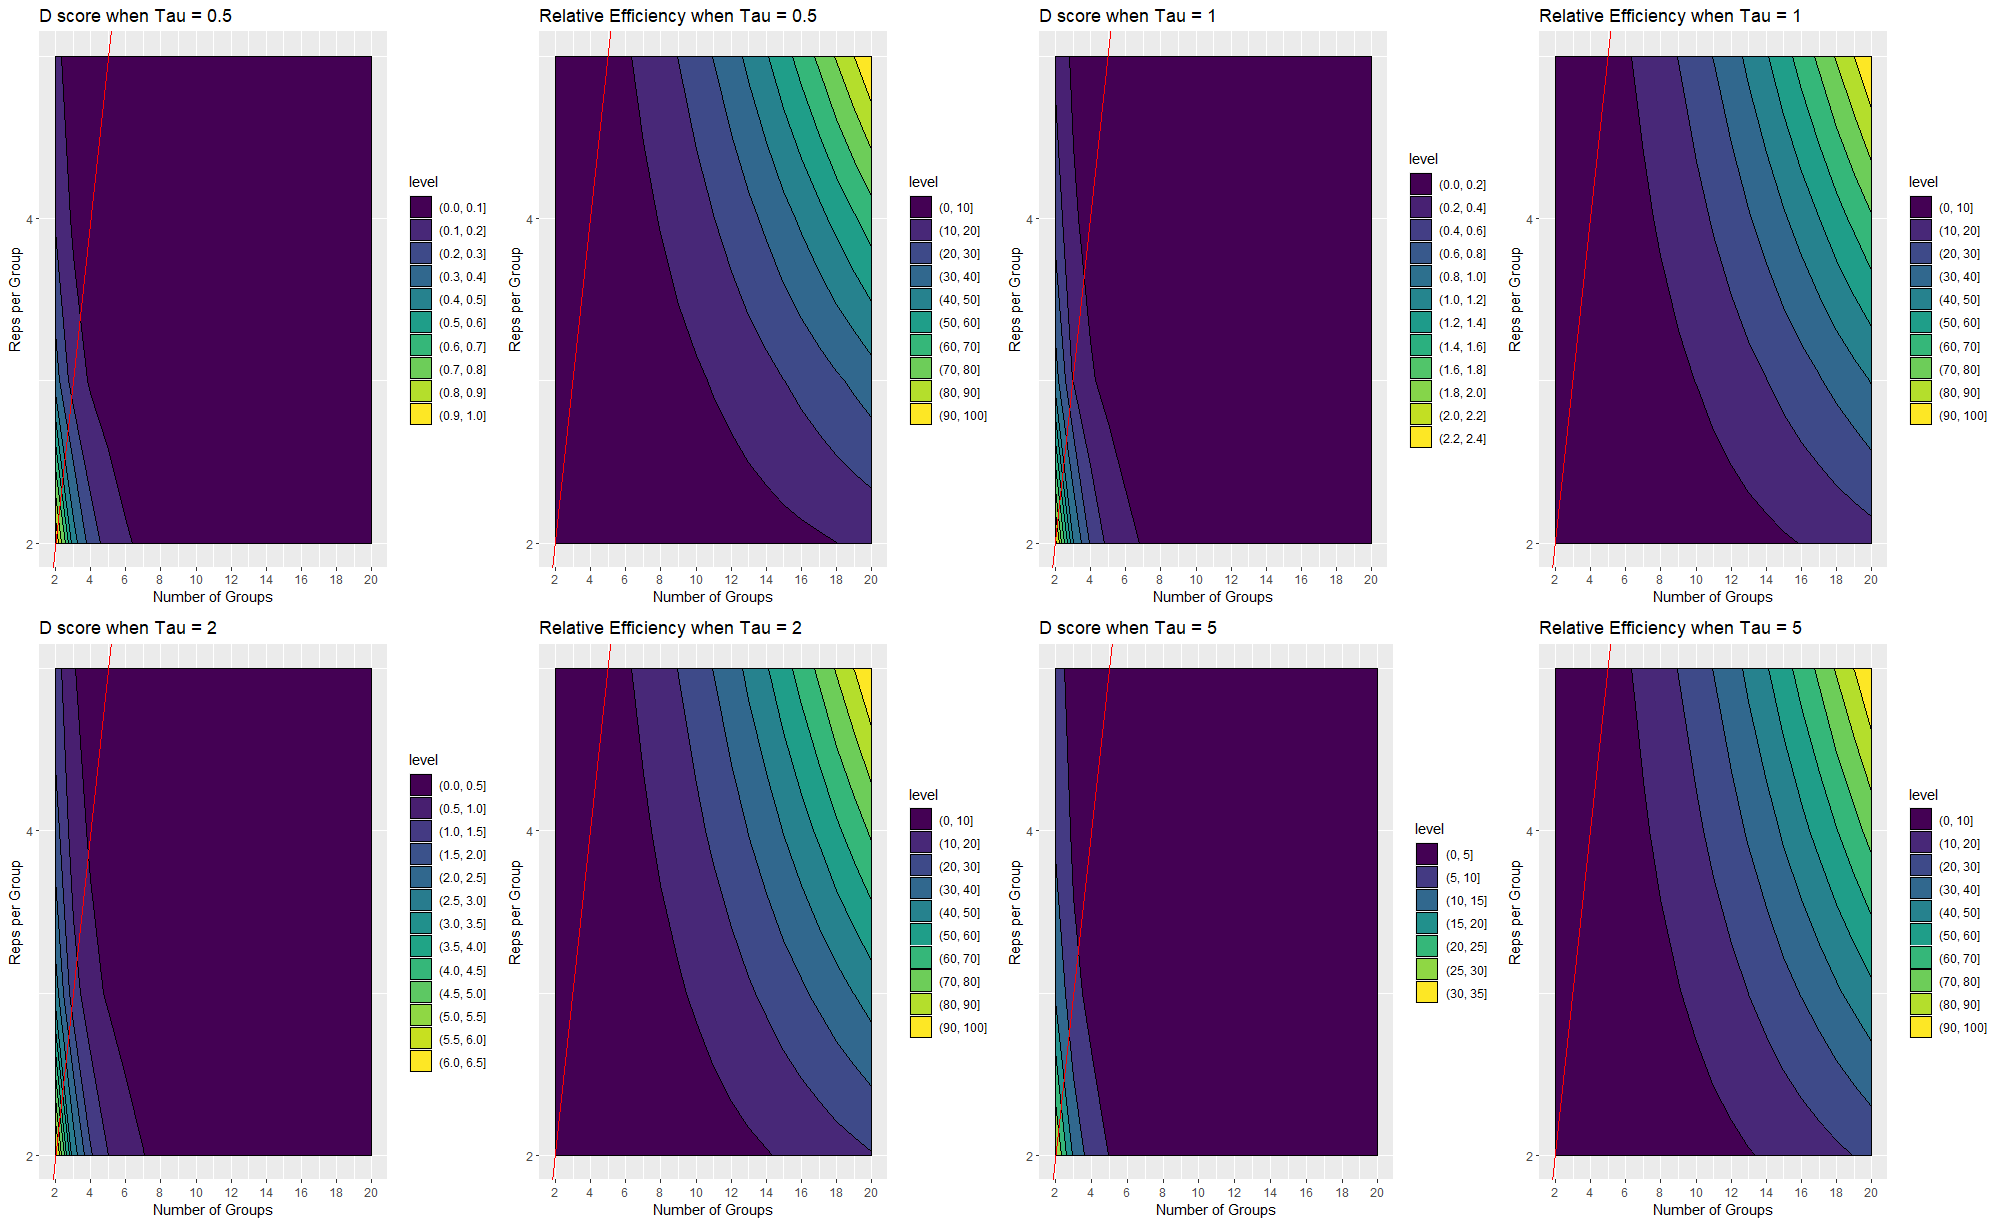 D score when Tau = 0.5
Reps per Group
4
2
2 4 6 8 10 12 14 16 18 20
Number of Groups
level
(0.0, 0.1]
(0.1, 0.2]
(0.2, 0.3]
(0.3, 0.4]
(0.4, 0.5]
(0.5, 0.6]
(0.6, 0.7]
(0.7, 0.8]
(0.8, 0.9]
(0.9, 1.0]
Relative Efficiency when Tau = 0.5
Reps per Group
4
2
2 4 6 8 10 12 14 16 18 20
Number of Groups
level
(0, 10]
(10, 20]
(20, 30]
(30, 40]
(40, 50]
(50, 60]
(60, 70]
(70, 80]
(80, 90]
(90, 100]
D score when Tau = 1
Reps per Group
4
2
2 4 6 8 10 12 14 16 18 20
Number of Groups
level
(0.0, 0.2]
(0.2, 0.4]
(0.4, 0.6]
(0.6, 0.8]
(0.8, 1.0]
(1.0, 1.2]
(1.2, 1.4]
(1.4, 1.6]
(1.6, 1.8]
(1.8, 2.0]
(2.0, 2.2]
(2.2, 2.4]
Relative Efficiency when Tau = 1
Reps per Group
4
2
2 4 6 8 10 12 14 16 18 20
Number of Groups
level
(0, 10]
(10, 20]
(20, 30]
(30, 40]
(40, 50]
(50, 60]
(60, 70]
(70, 80]
(80, 90]
(90, 100]
D score when Tau = 2
Reps per Group
4
2
2 4 6 8 10 12 14 16 18 20
Number of Groups
level
(0.0, 0.5]
(0.5, 1.0]
(1.0, 1.5]
(1.5, 2.0]
(2.0, 2.5]
(2.5, 3.0]
(3.0, 3.5]
(3.5, 4.0]
(4.0, 4.5]
(4.5, 5.0]
(5.0, 5.5]
(5.5, 6.0]
(6.0, 6.5]
Relative Efficiency when Tau = 2
Reps per Group
4
2
2 4 6 8 10 12 14 16 18 20
Number of Groups
level
(0, 10]
(10, 20]
(20, 30]
(30, 40]
(40, 50]
(50, 60]
(60, 70]
(70, 80]
(80, 90]
(90, 100]
D score when Tau = 5
Reps per Group
4
2
2 4 6 8 10 12 14 16 18 20
Number of Groups
level
(0, 5]
(5, 10]
(10, 15]
(15, 20]
(20, 25]
(25, 30]
(30, 35]
Relative Efficiency when Tau = 5
Reps per Group
4
2
2 4 6 8 10 12 14 16 18 20
Number of Groups
level
(0, 10]
(10, 20]
(20, 30]
(30, 40]
(40, 50]
(50, 60]
(60, 70]
(70, 80]
(80, 90]
(90, 100]